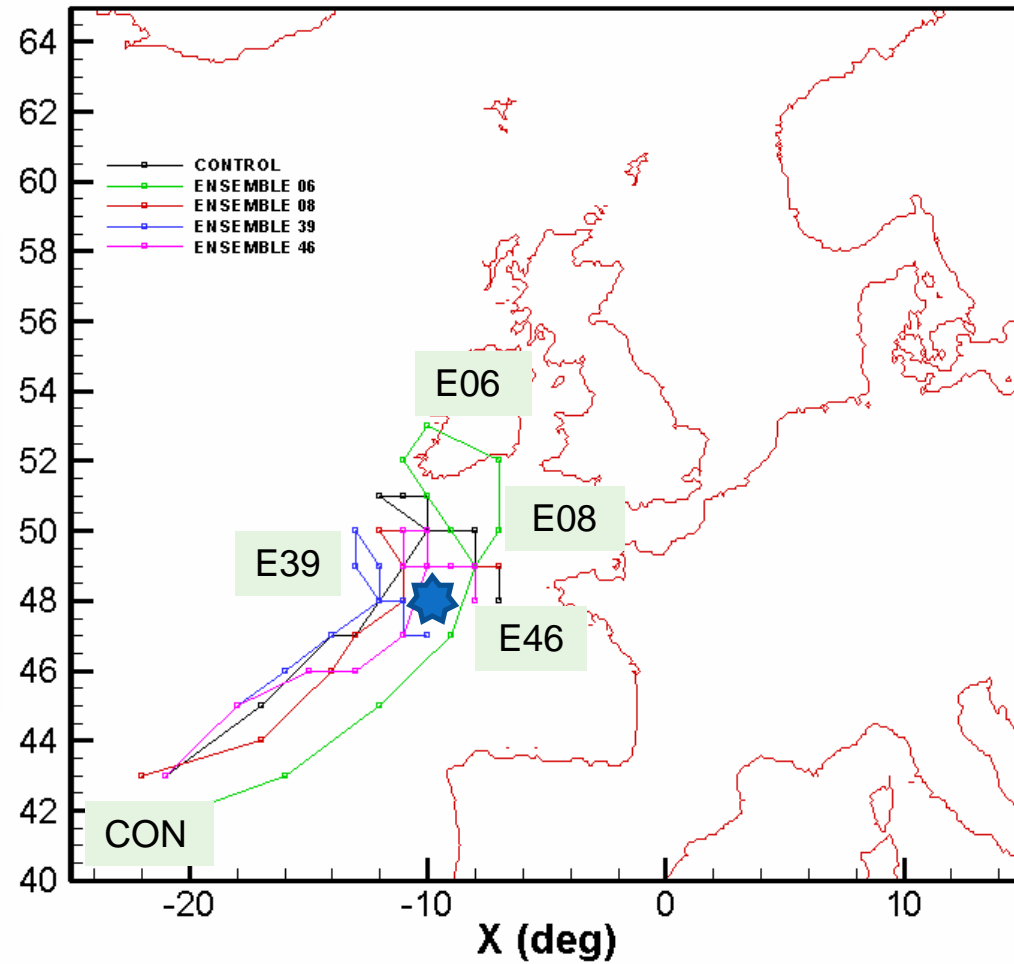 64
62
60
58
56
54
52
50
48
46
44
42
40
CONTROL
ENSEMBLE 06
ENSEMBLE 08
ENSEMBLE 39
ENSEMBLE 46
E06
E08
E39
E46
CON
-20 -10 0 10
X (deg)